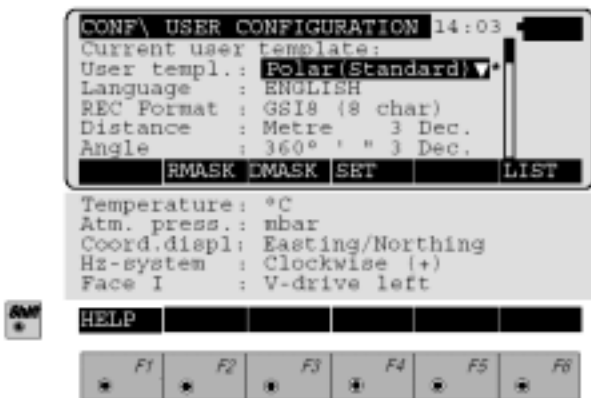 CONF\ USER CONFIGURATION 14:03
Current user template:
User templ.: Polar(Standard)▼*
Language : ENGLISH
REC Format : GSI8 (8 char)
Distance : Metre 3 Dec.
Angle : 360° ' " 3 Dec.
RMASK DMASK SET LIST
Temperature: °C
Atm. press.: mbar
Coord.displ: Easting/Northing
Hz-system : Clockwise (+)
Face I : V-drive left
Shift HELP
F1 F2 F3 F4 F5 F6